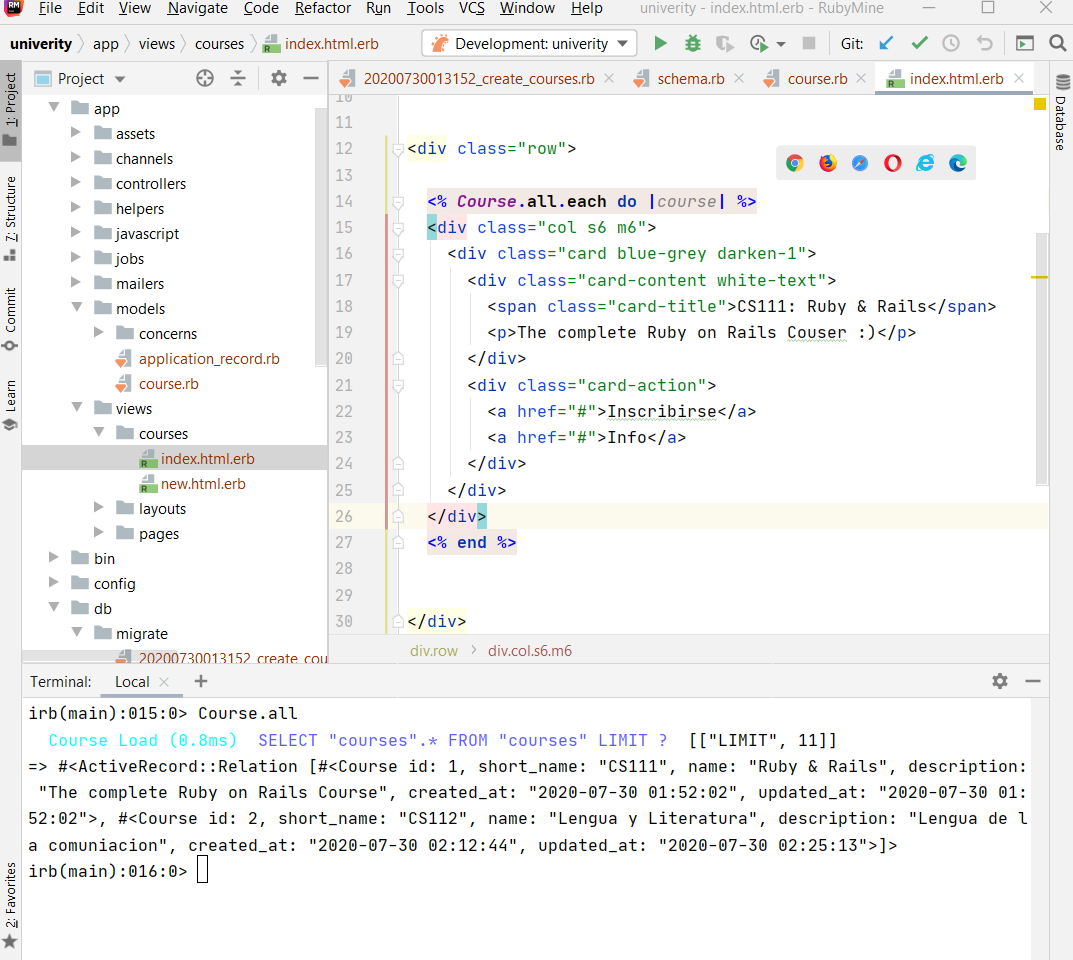 RM File Edit View Navigate Code Refactor Run Tools VCS Window Help univerity - index.html.erb - RubyMine
univerity app views courses index.html.erb Development: univerity Git:
1: Project
7: Structure
Commit
Learn
2: Favorites
Project
app
assets
channels
controllers
helpers
javascript
jobs
mailers
models
concerns
application_record.rb
course.rb
views
courses
index.html.erb
new.html.erb
layouts
pages
bin
config
db
migrate
20200730013152_create_cou
20200730013152_create_courses.rb schema.rb course.rb index.html.erb
Database
10
11
12 <div class="row">
13
14 <% Course.all.each do |course| %>
15 <div class="col s6 m6">
16 <div class="card blue-grey darken-1">
17 <div class="card-content white-text">
18 <span class="card-title">CS111: Ruby & Rails</span>
19 <p>The complete Ruby on Rails Couser :)</p>
20 </div>
21 <div class="card-action">
22 <a href="#">Inscribirse</a>
23 <a href="#">Info</a>
24 </div>
25 </div>
26 </div>
27 <% end %>
28
29
30 </div>
div.row div.col.s6.m6
Terminal: Local
irb(main):015:0> Course.all
Course Load (0.8ms) SELECT "courses".* FROM "courses" LIMIT ? [["LIMIT", 11]]
=> #<ActiveRecord::Relation [#<Course id: 1, short_name: "CS111", name: "Ruby & Rails", description:
"The complete Ruby on Rails Course", created_at: "2020-07-30 01:52:02", updated_at: "2020-07-30 01:
52:02">, #<Course id: 2, short_name: "CS112", name: "Lengua y Literatura", description: "Lengua de l
a comuniacion", created_at: "2020-07-30 02:12:44", updated_at: "2020-07-30 02:25:13">]>
irb(main):016:0>